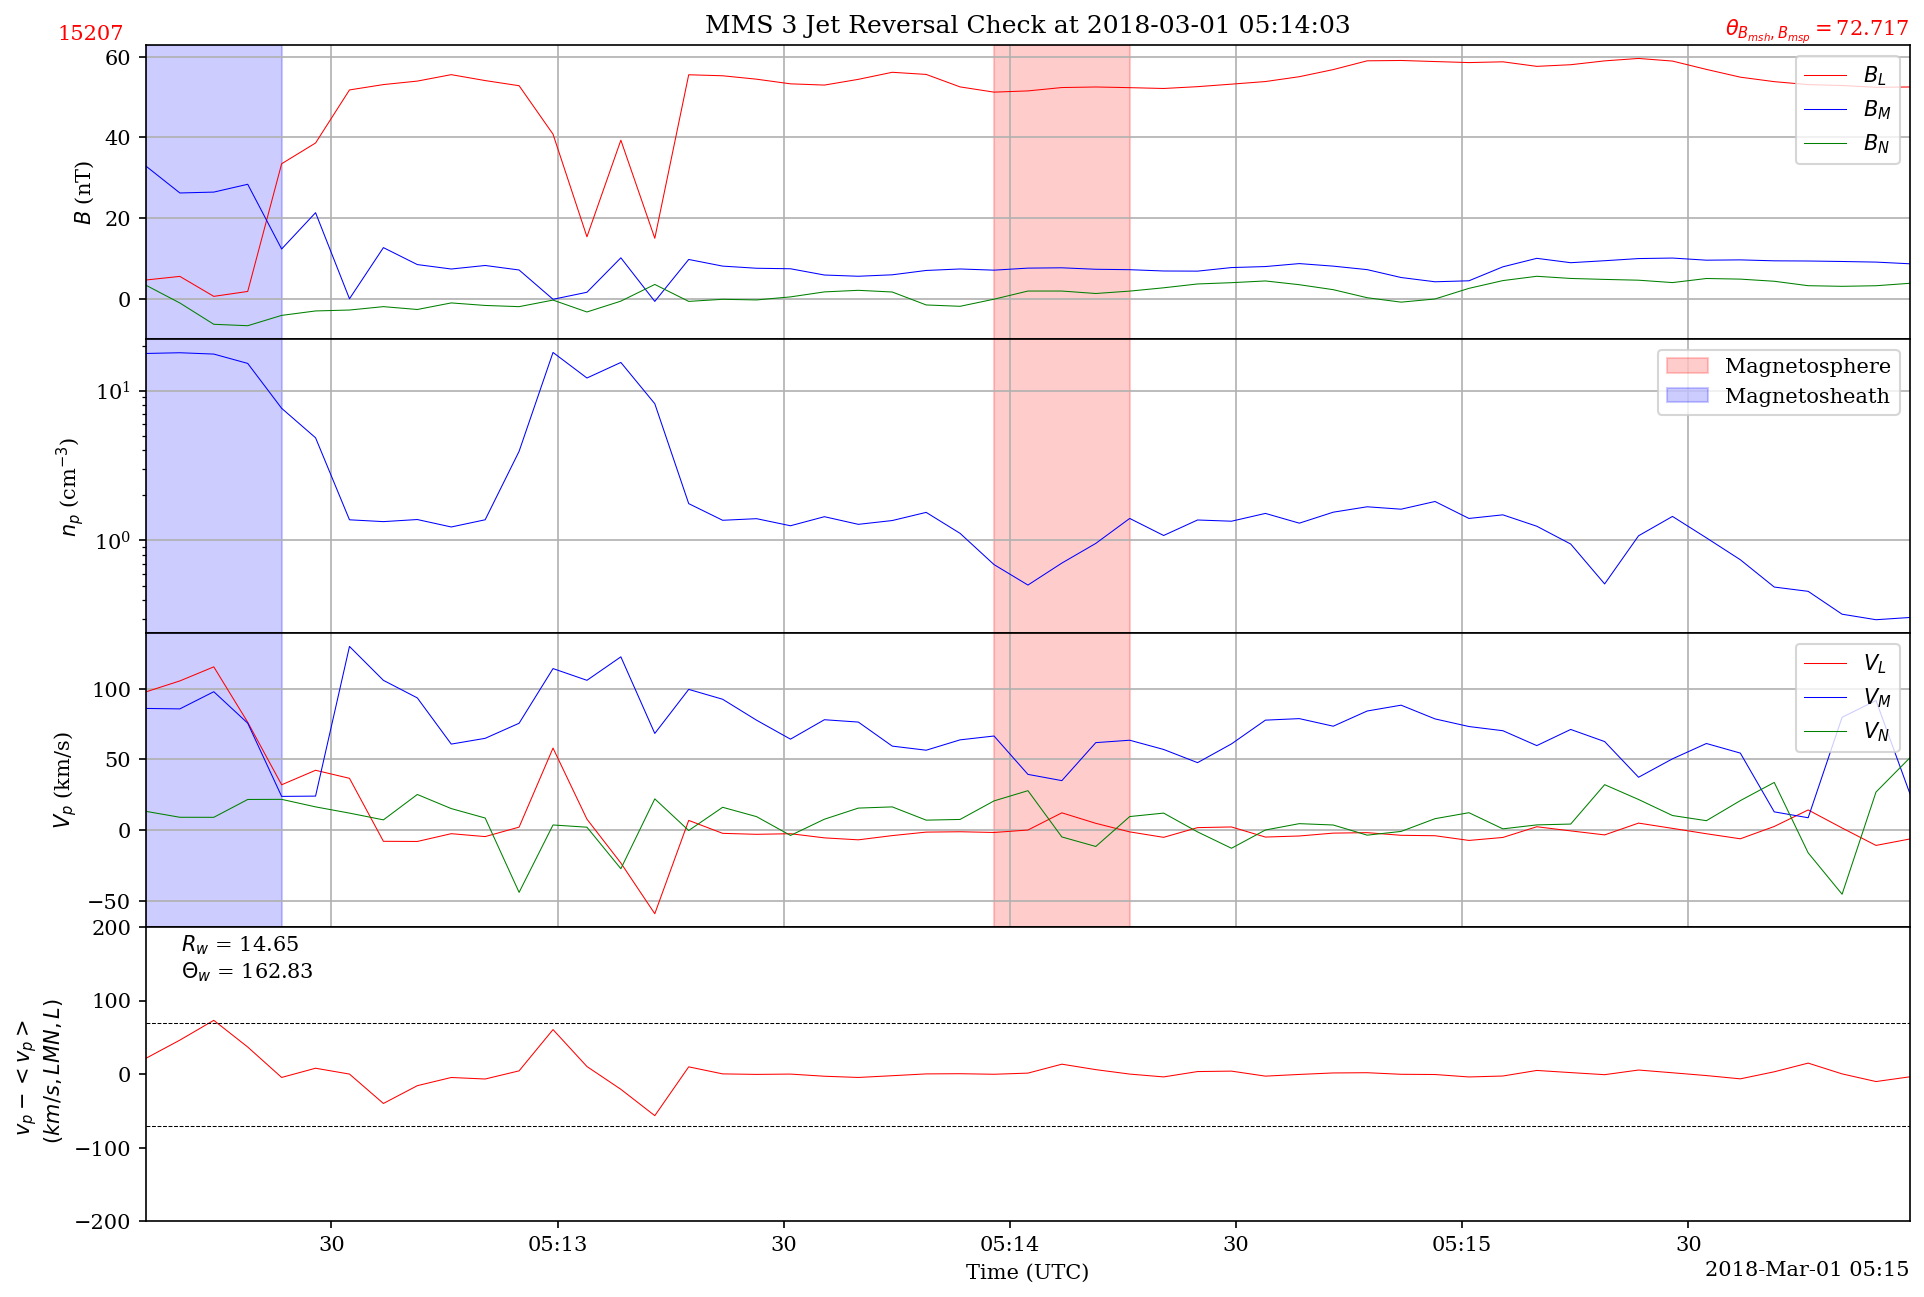 MMS 3 Jet Reversal Check at 2018-03-01 05:14:03
15207
θ_{B_{msh}, B_{msp}} = 72.717
60
40
20
0
B (nT)
B_L
B_M
B_N
10^1
10^0
n_p (cm^{-3})
Magnetosphere
Magnetosheath
100
50
0
−50
V_p (km/s)
V_L
V_M
V_N
200
100
0
−100
−200
v_p − < v_p >
(km/s, LMN, L)
R_w = 14.65
Θ_w = 162.83
30
05:13
30
05:14
30
05:15
30
Time (UTC)
2018-Mar-01 05:15